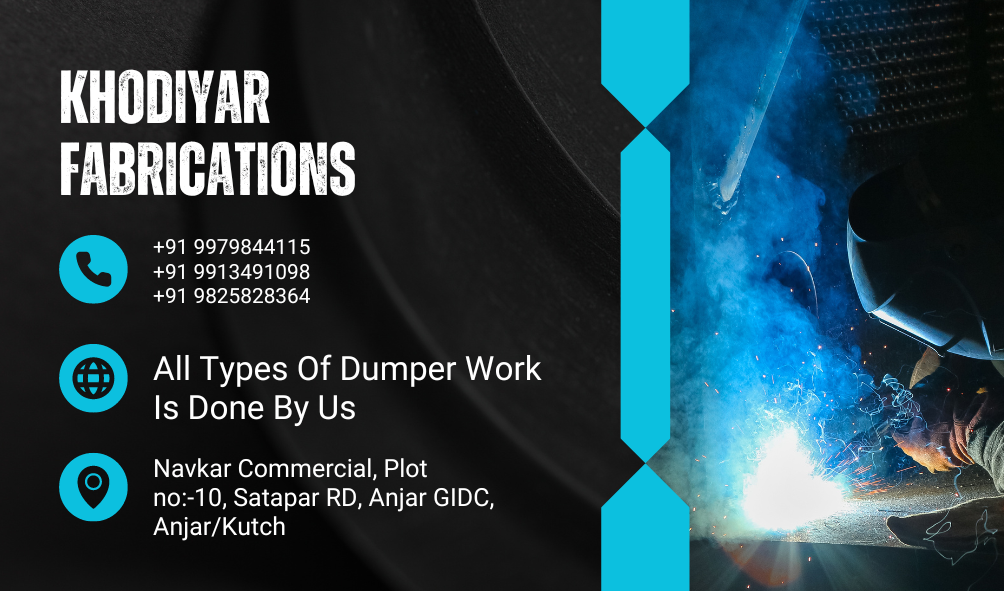 KHODIYAR
FABRICATIONS
+91 9979844115
+91 9913491098
+91 9825828364
All Types Of Dumper Work
Is Done By Us
Navkar Commercial, Plot
no:-10, Satapar RD, Anjar GIDC,
Anjar/Kutch